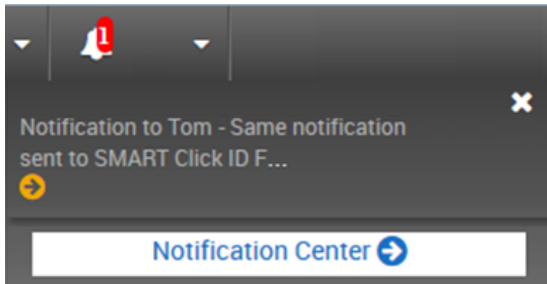 1
Notification to Tom - Same notification
sent to SMART Click ID F...
Notification Center